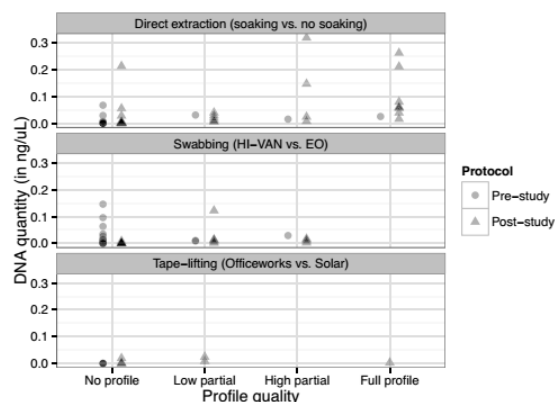 Direct extraction (soaking vs. no soaking)
0.3
0.2
0.1
0.0
Swabbing (HI-VAN vs. EO)
0.3
0.2
0.1
0.0
Tape-lifting (Officeworks vs. Solar)
0.3
0.2
0.1
0.0
DNA quantity (in ng/uL)
No profile Low partial High partial Full profile
Profile quality
Protocol
Pre-study
Post-study